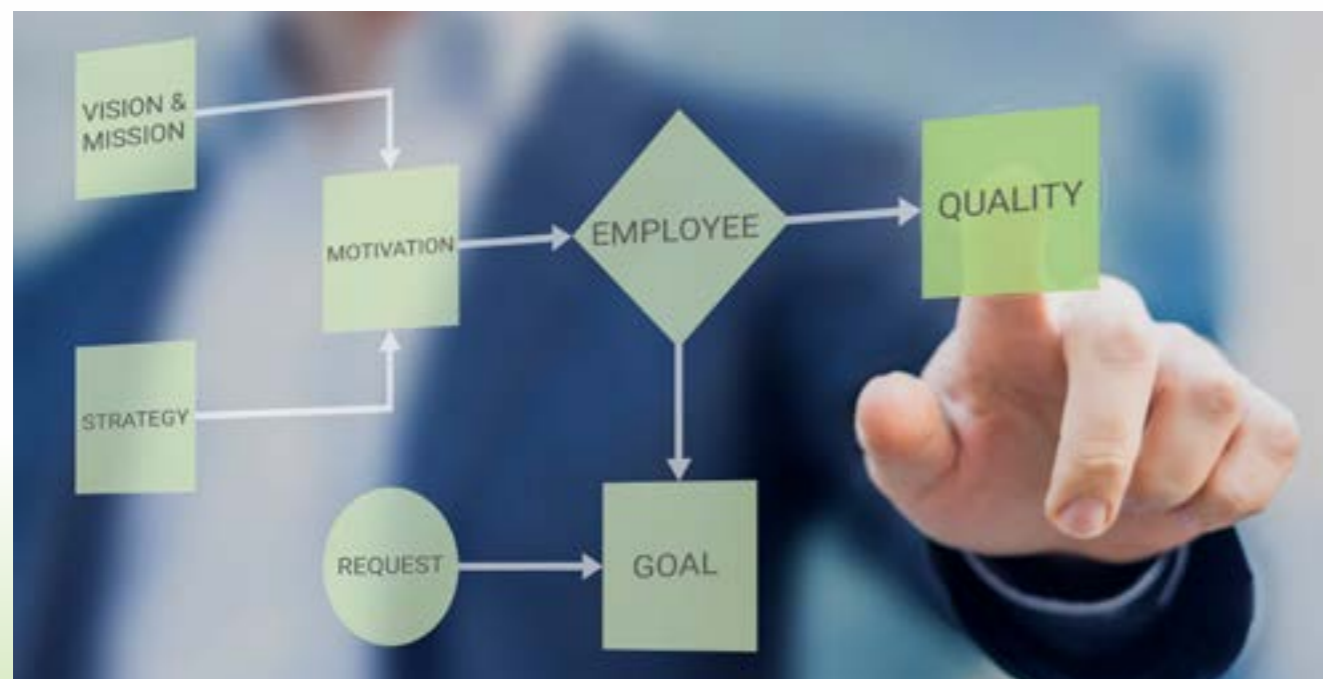 VISION &
MISSION
MOTIVATION
EMPLOYEE
QUALITY
STRATEGY
REQUEST
GOAL